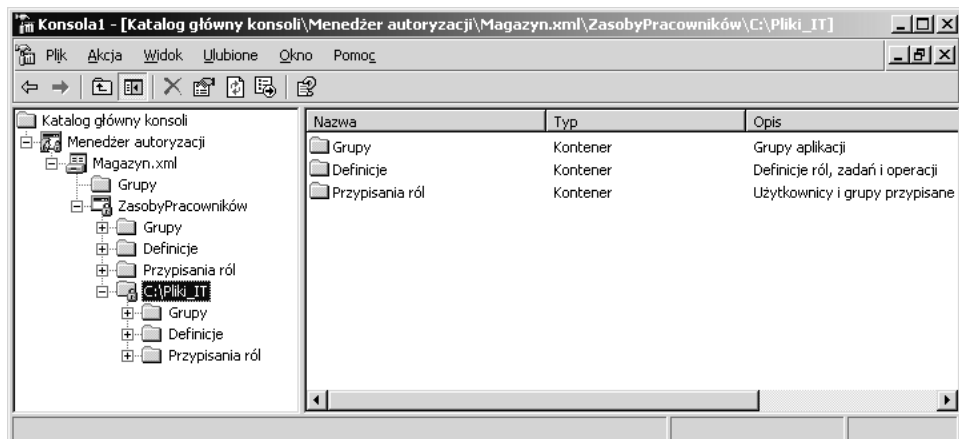 Konsola1 - [Katalog główny konsoli\Menedżer autoryzacji\Magazyn.xml\ZasobyPracowników\C:\Pliki_IT]
Plik Akcja Widok Ulubione Okno Pomoc
Katalog główny konsoli
Menedżer autoryzacji
Magazyn.xml
Grupy
ZasobyPracowników
Grupy
Definicje
Przypisania ról
C:\Pliki_IT
Grupy
Definicje
Przypisania ról
Nazwa Typ Opis
Grupy Kontener Grupy aplikacji
Definicje Kontener Definicje ról, zadań i operacji
Przypisania ról Kontener Użytkownicy i grupy przypisane